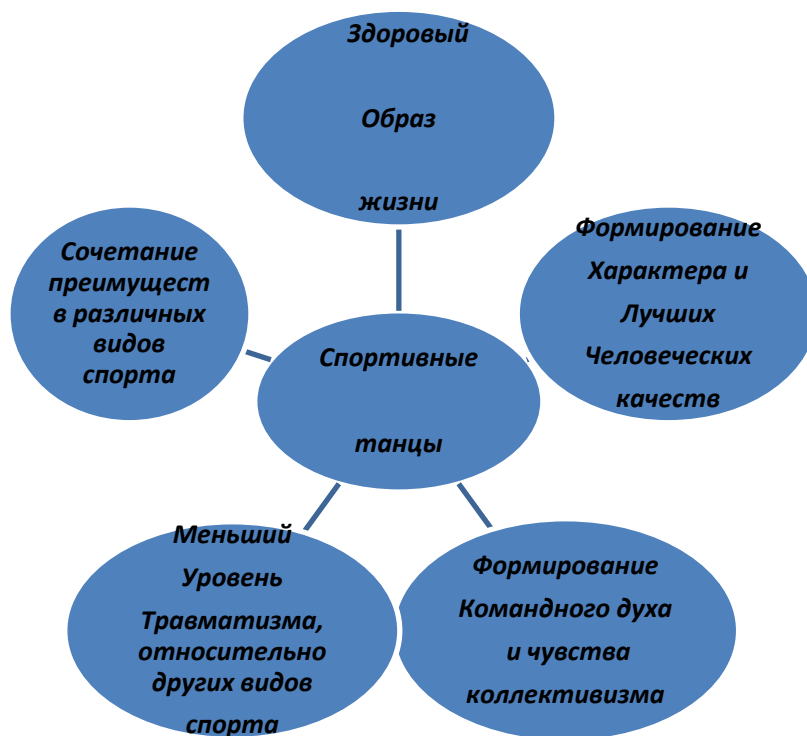 Здоровый
Образ
жизни
Сочетание
преимущест
в различных
видов
спорта
Формирование
Характера и
Лучших
Человеческих
качеств
Спортивные
танцы
Меньший
Уровень
Травматизма,
относительно
других видов
спорта
Формирование
Командного духа
и чувства
коллективизма